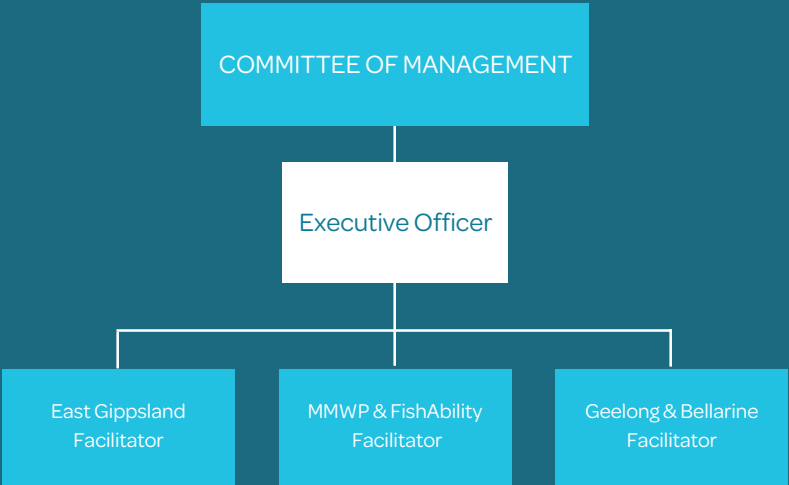 COMMITTEE OF MANAGEMENT
Executive Officer
East Gippsland
Facilitator
MMWP & FishAbility
Facilitator
Geelong & Bellarine
Facilitator